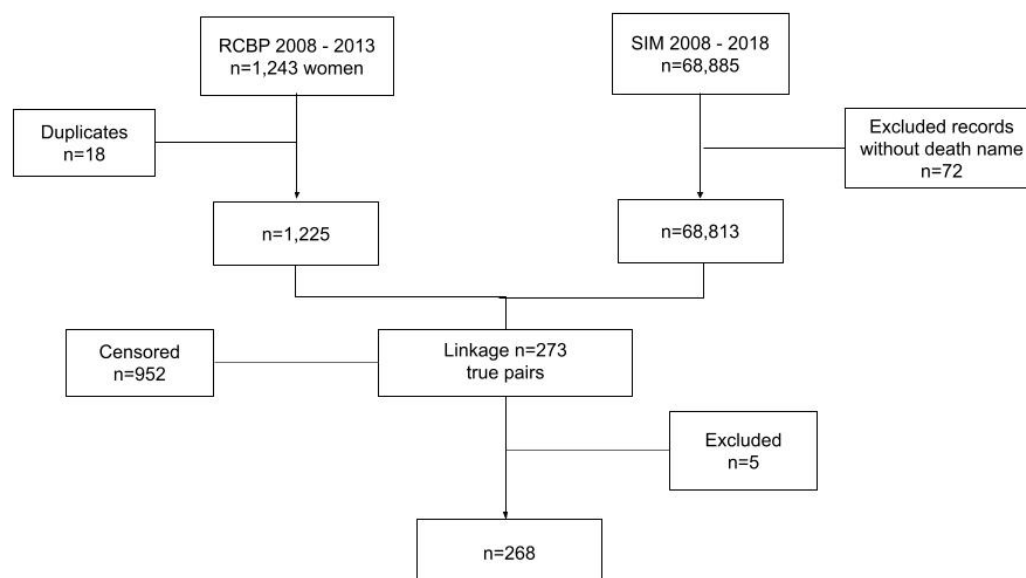 RCBP 2008 - 2013
n=1,243 women
SIM 2008 - 2018
n=68,885
Duplicates
n=18
Excluded records
without death name
n=72
n=1,225
n=68,813
Censored
n=952
Linkage n=273
true pairs
Excluded
n=5
n=268